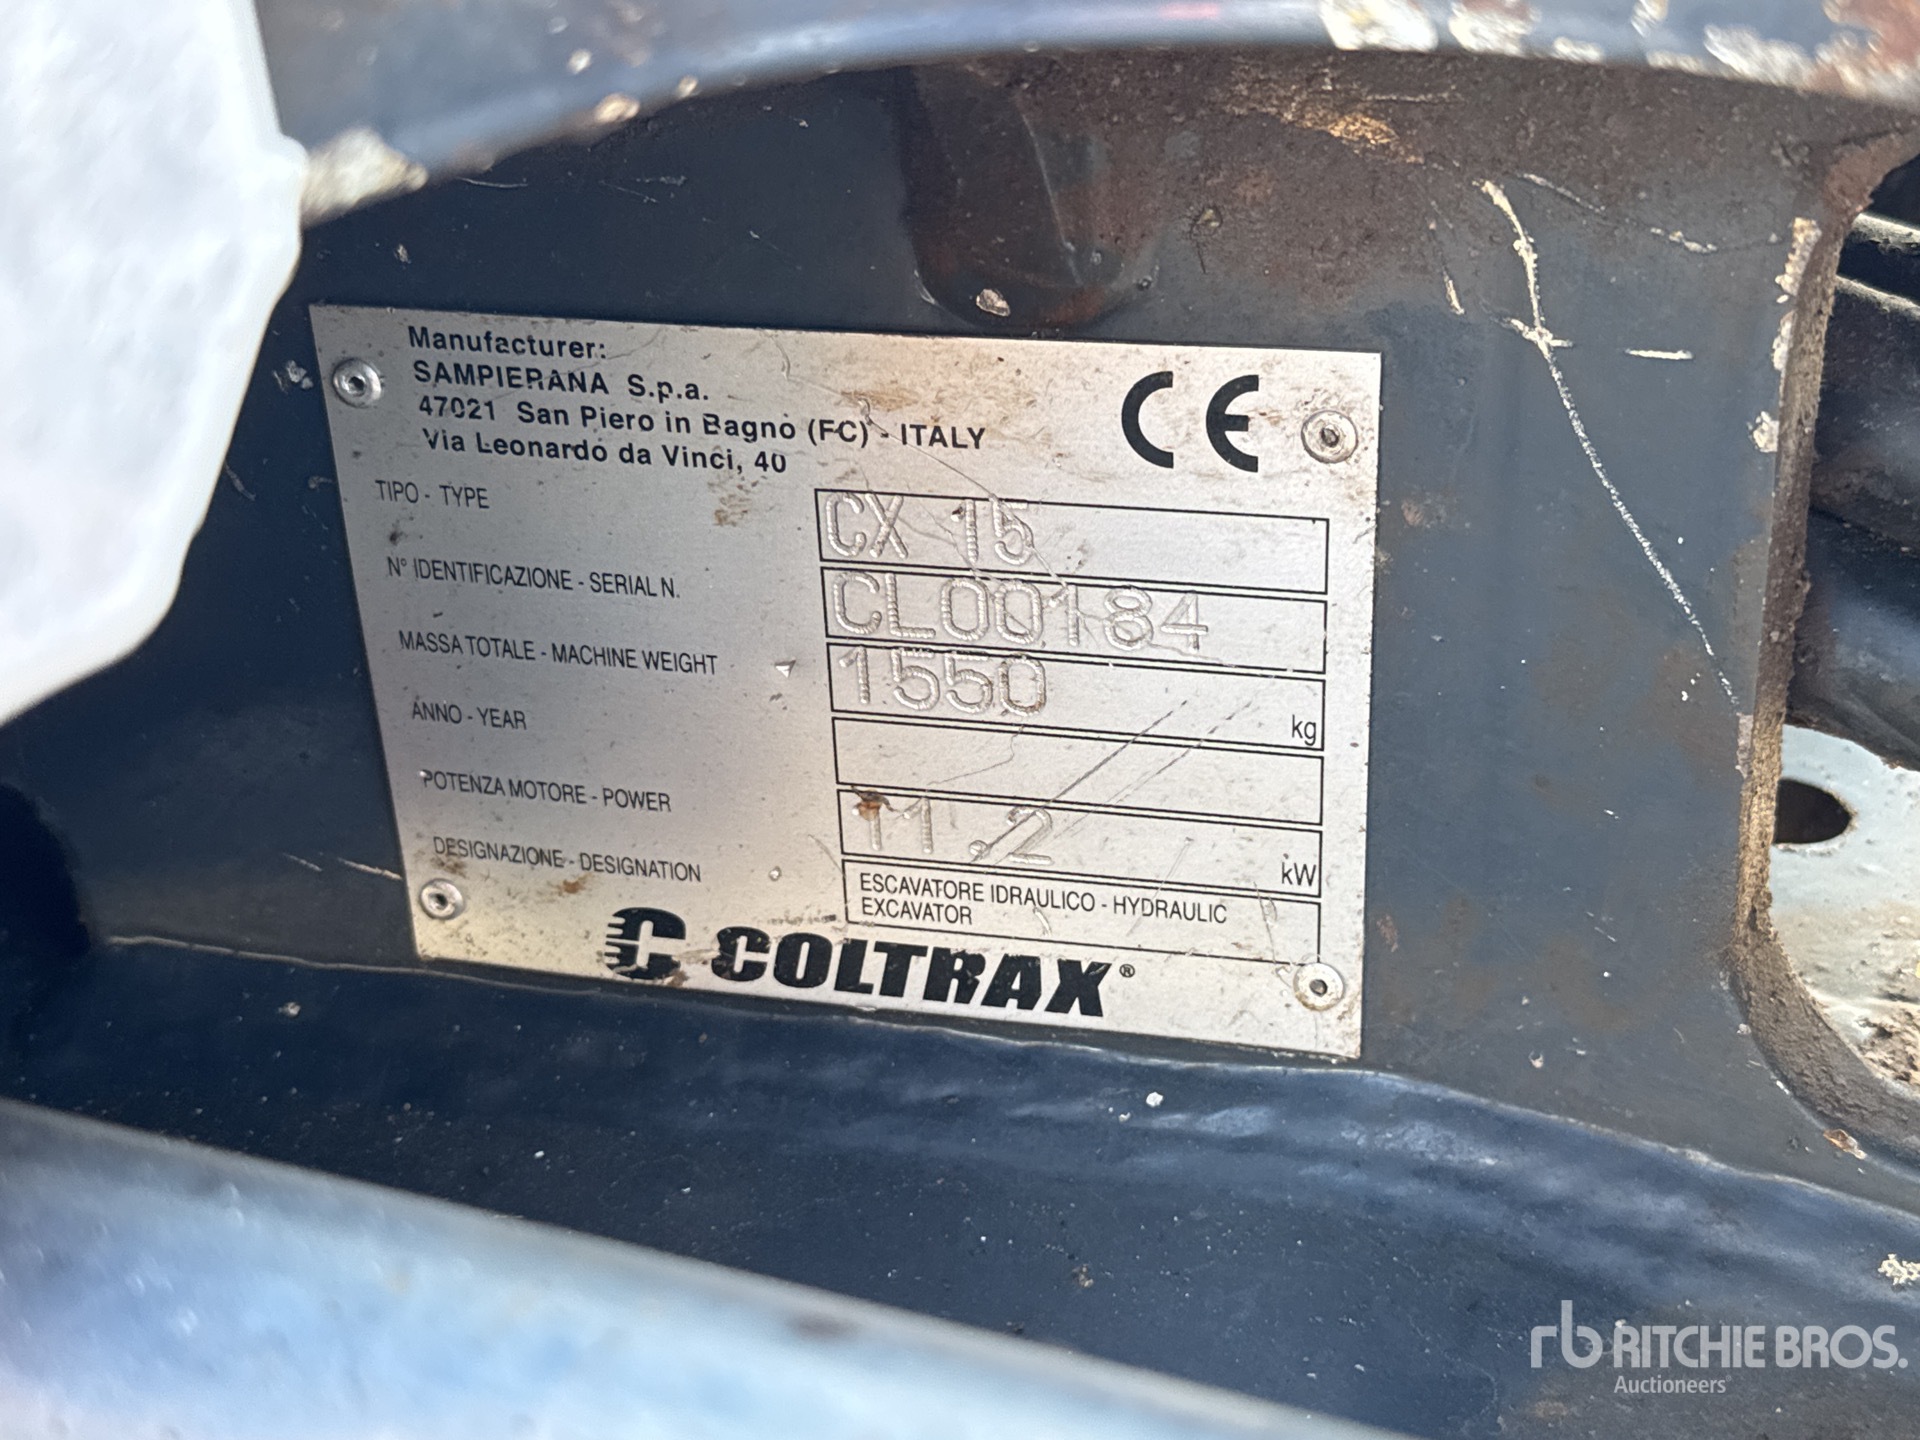 Manufacturer:
SAMPIERANA S.p.a.
47021 San Piero in Bagno (FC) - ITALY
Via Leonardo da Vinci, 40
CE
TIPO - TYPE CX 15
N° IDENTIFICAZIONE - SERIAL N. CL00184
MASSA TOTALE - MACHINE WEIGHT 1550 kg
ANNO - YEAR
POTENZA MOTORE - POWER 11.2 kW
DESIGNAZIONE - DESIGNATION ESCAVATORE IDRAULICO - HYDRAULIC
EXCAVATOR
C COLTRAX®
rb RITCHIE BROS.
Auctioneers